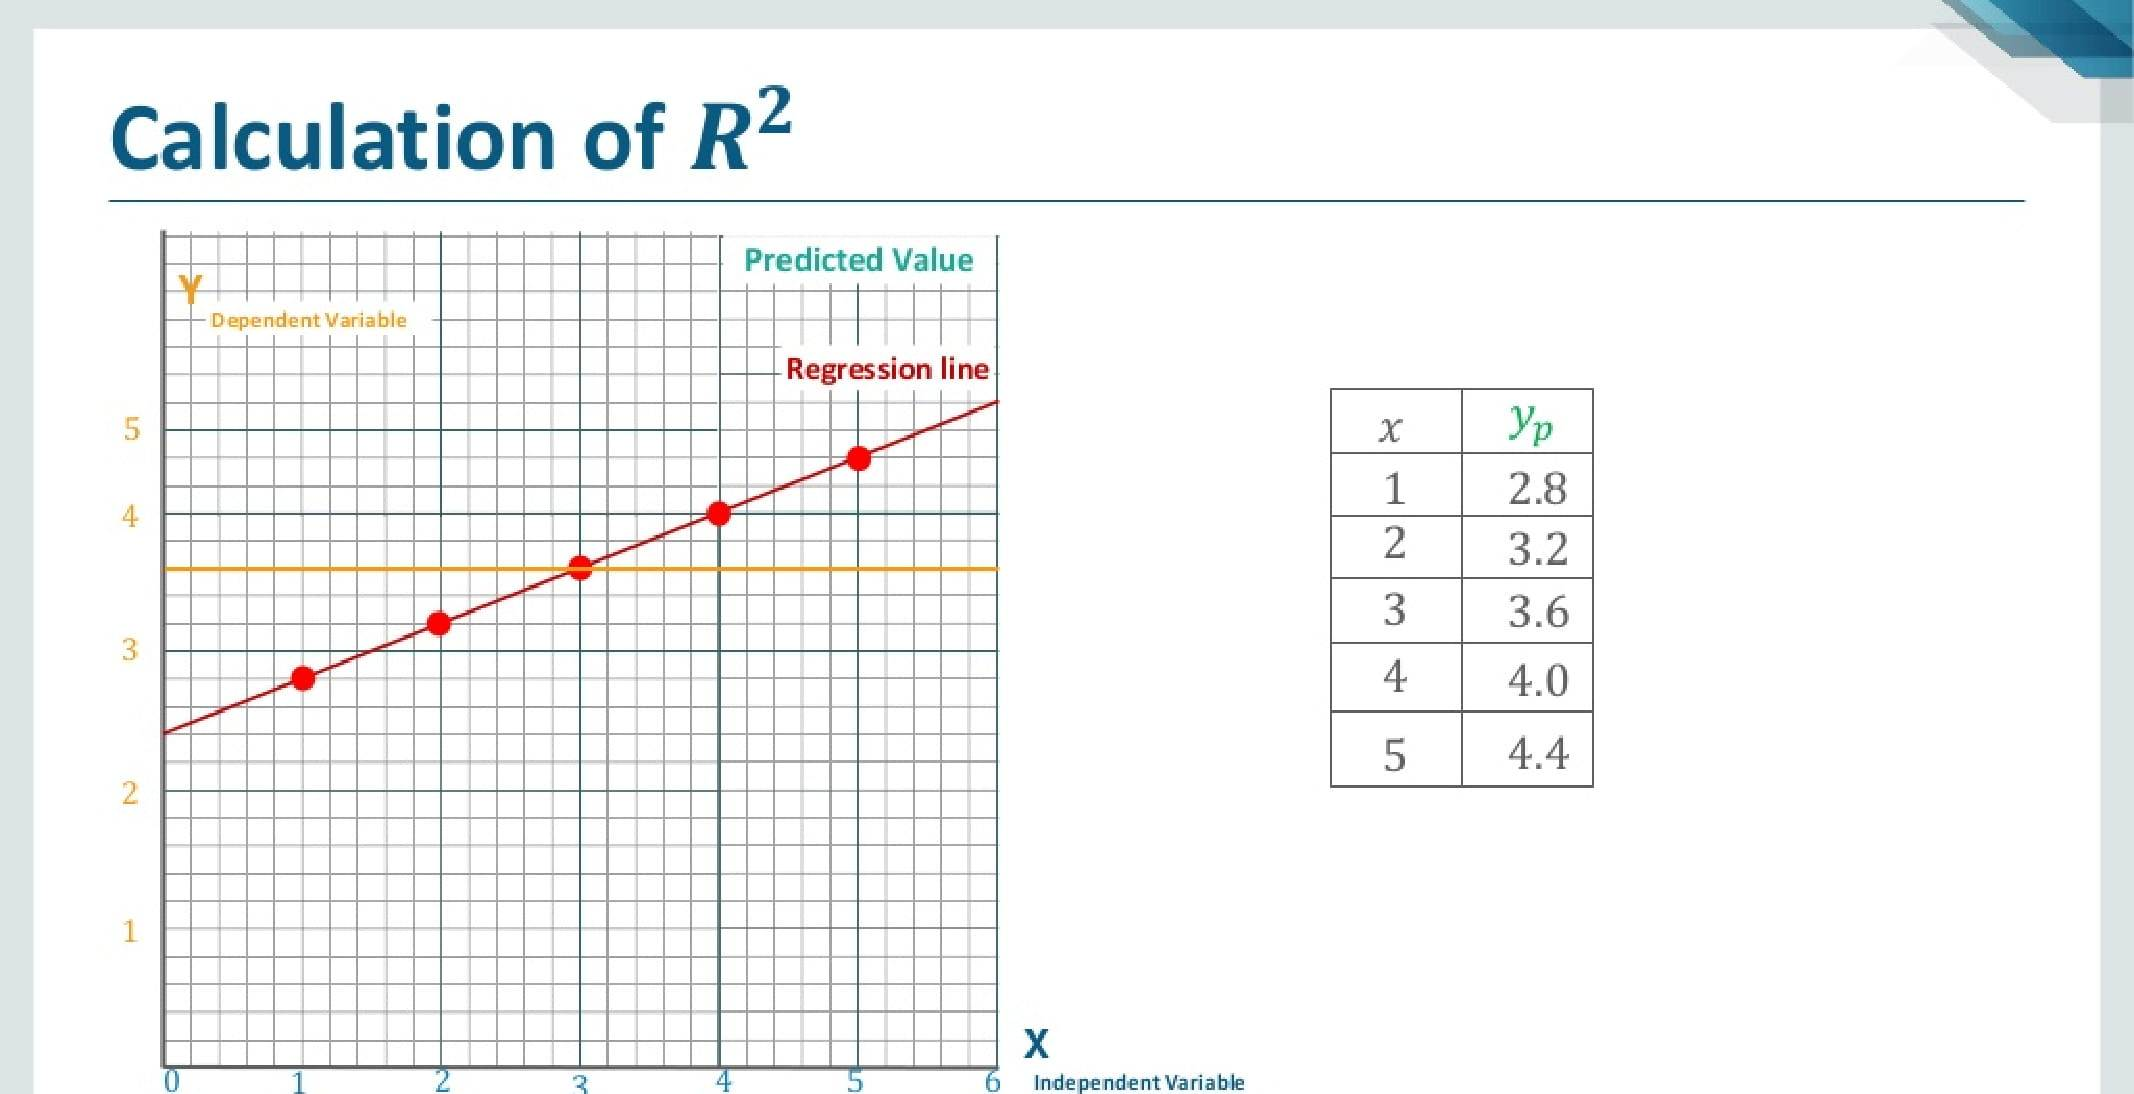 Calculation of R²
Predicted Value
Y
Dependent Variable
Regression line
5
4
3
2
1
0 1 2 3 4 5 6
X
Independent Variable
x yₚ
1 2.8
2 3.2
3 3.6
4 4.0
5 4.4